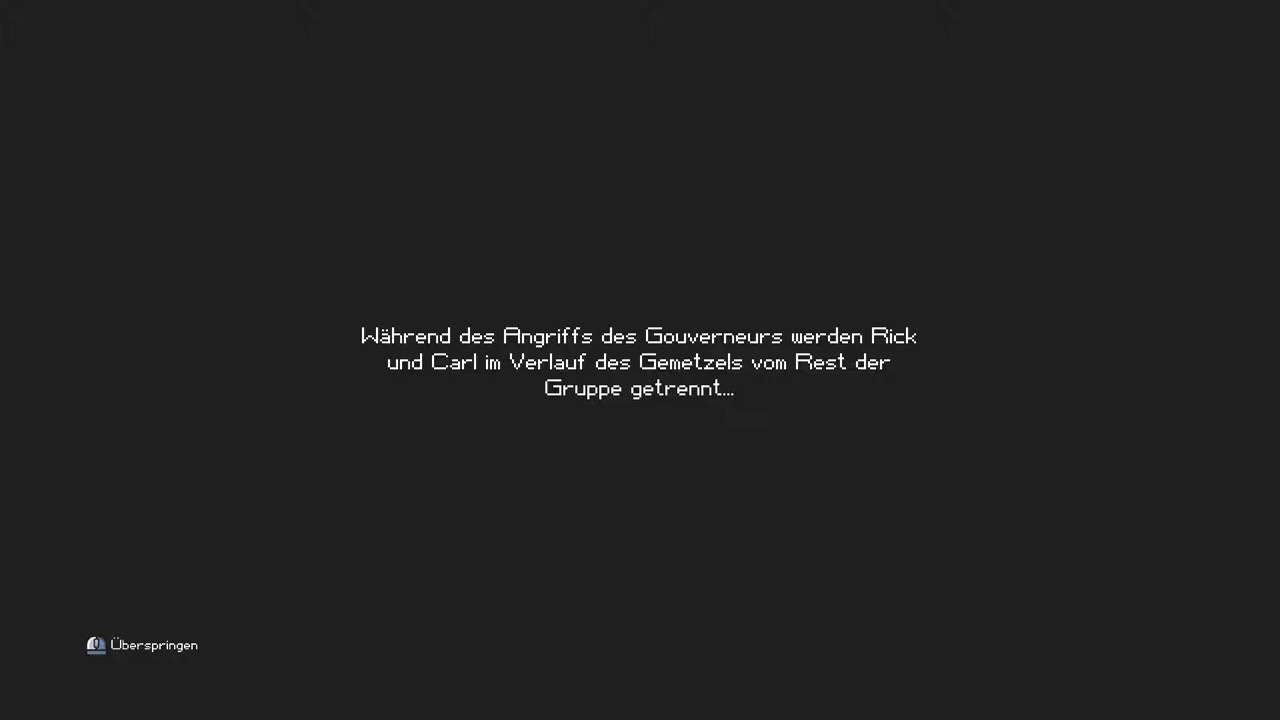 Während des Angriffs des Gouverneurs werden Rick
und Carl im Verlauf des Gemetzels vom Rest der
Gruppe getrennt...
Überspringen